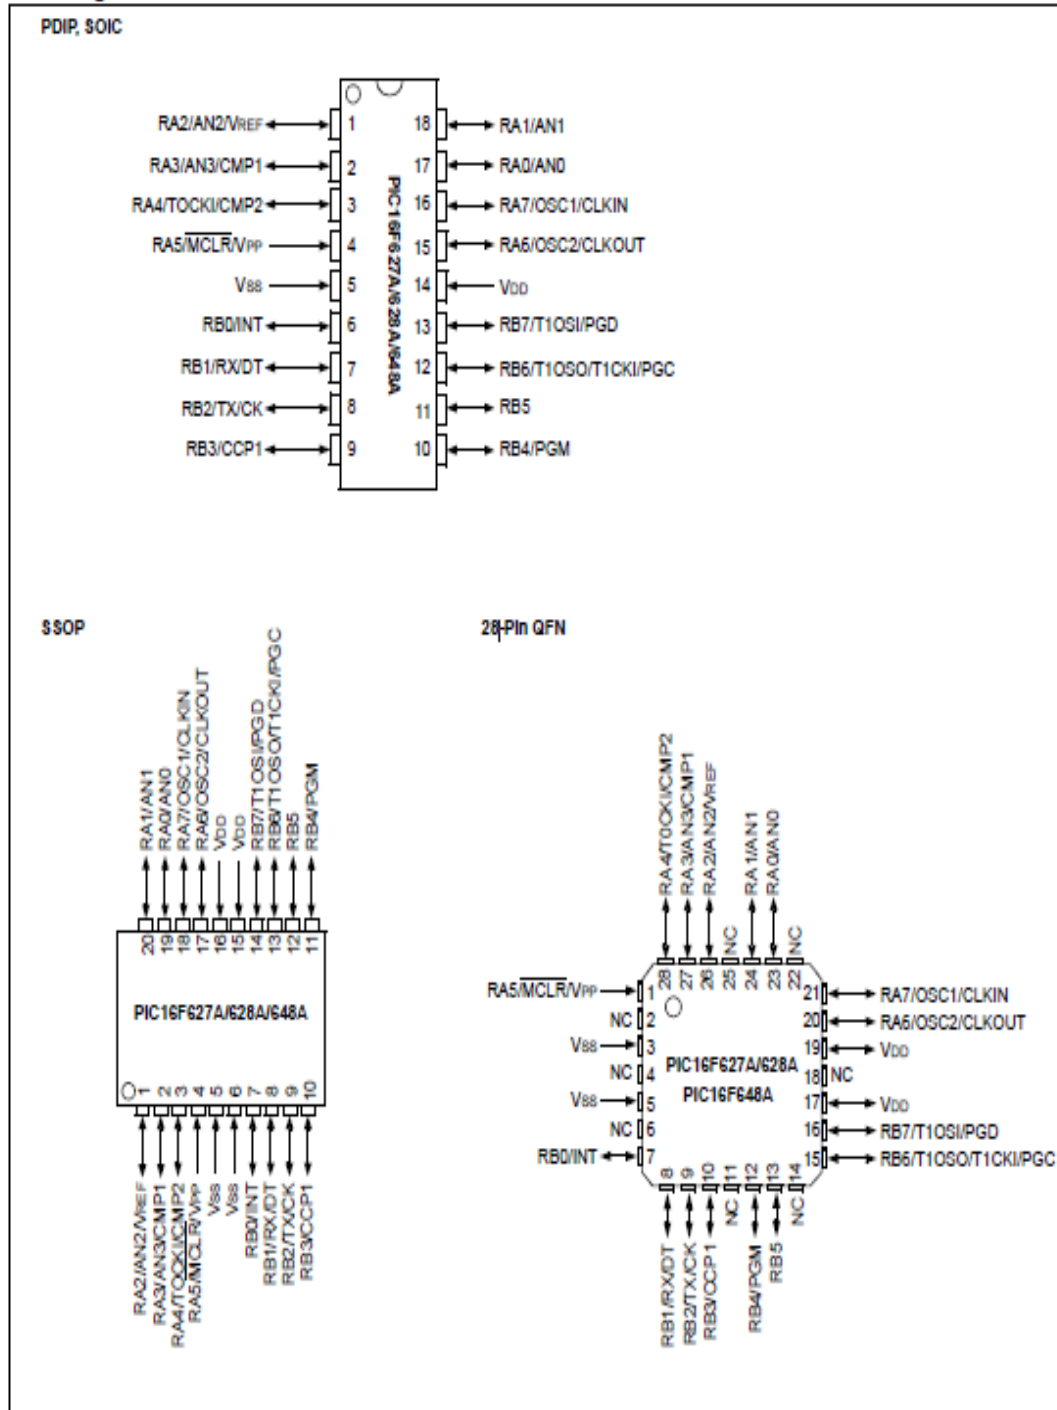 PDIP, SOIC
RA2/AN2/VREF 1 18 RA1/AN1
RA3/AN3/CMP1 2 17 RA0/AN0
RA4/TOCKI/CMP2 3 16 RA7/OSC1/CLKIN
RA5/MCLR/VPP 4 15 RA6/OSC2/CLKOUT
VSS 5 14 VDD
RB0/INT 6 13 RB7/T1OSI/PGD
RB1/RX/DT 7 12 RB6/T1OSO/T1CKI/PGC
RB2/TX/CK 8 11 RB5
RB3/CCP1 9 10 RB4/PGM
PIC16F627A/628A/648A
SSOP
RA1/AN1
RA0/AN0
RA7/OSC1/CLKIN
RA6/OSC2/CLKOUT
VDD
VDD
RB7/T1OSI/PGD
RB6/T1OSO/T1CKI/PGC
RB5
RB4/PGM
20 19 18 17 16 15 14 13 12 11
PIC16F627A/628A/648A
1 2 3 4 5 6 7 8 9 10
RA2/AN2/VREF
RA3/AN3/CMP1
RA4/TOCKI/CMP2
RA5/MCLR/VPP
VSS
VSS
RB0/INT
RB1/RX/DT
RB2/TX/CK
RB3/CCP1
28-Pin QFN
RA4/T0CKI/CMP2
RA3/AN3/CMP1
RA2/AN2/VREF
NC
RA1/AN1
RA0/AN0
NC
28 27 26 25 24 23 22
RA5/MCLR/VPP 1 21 RA7/OSC1/CLKIN
NC 2 20 RA6/OSC2/CLKOUT
VSS 3 19 VDD
NC 4 18 NC
VSS 5 17 VDD
NC 6 16 RB7/T1OSI/PGD
RB0/INT 7 15 RB6/T1OSO/T1CKI/PGC
PIC16F627A/628A
PIC16F648A
8 9 10 11 12 13 14
RB1/RX/DT
RB2/TX/CK
RB3/CCP1
NC
RB4/PGM
RB5
NC